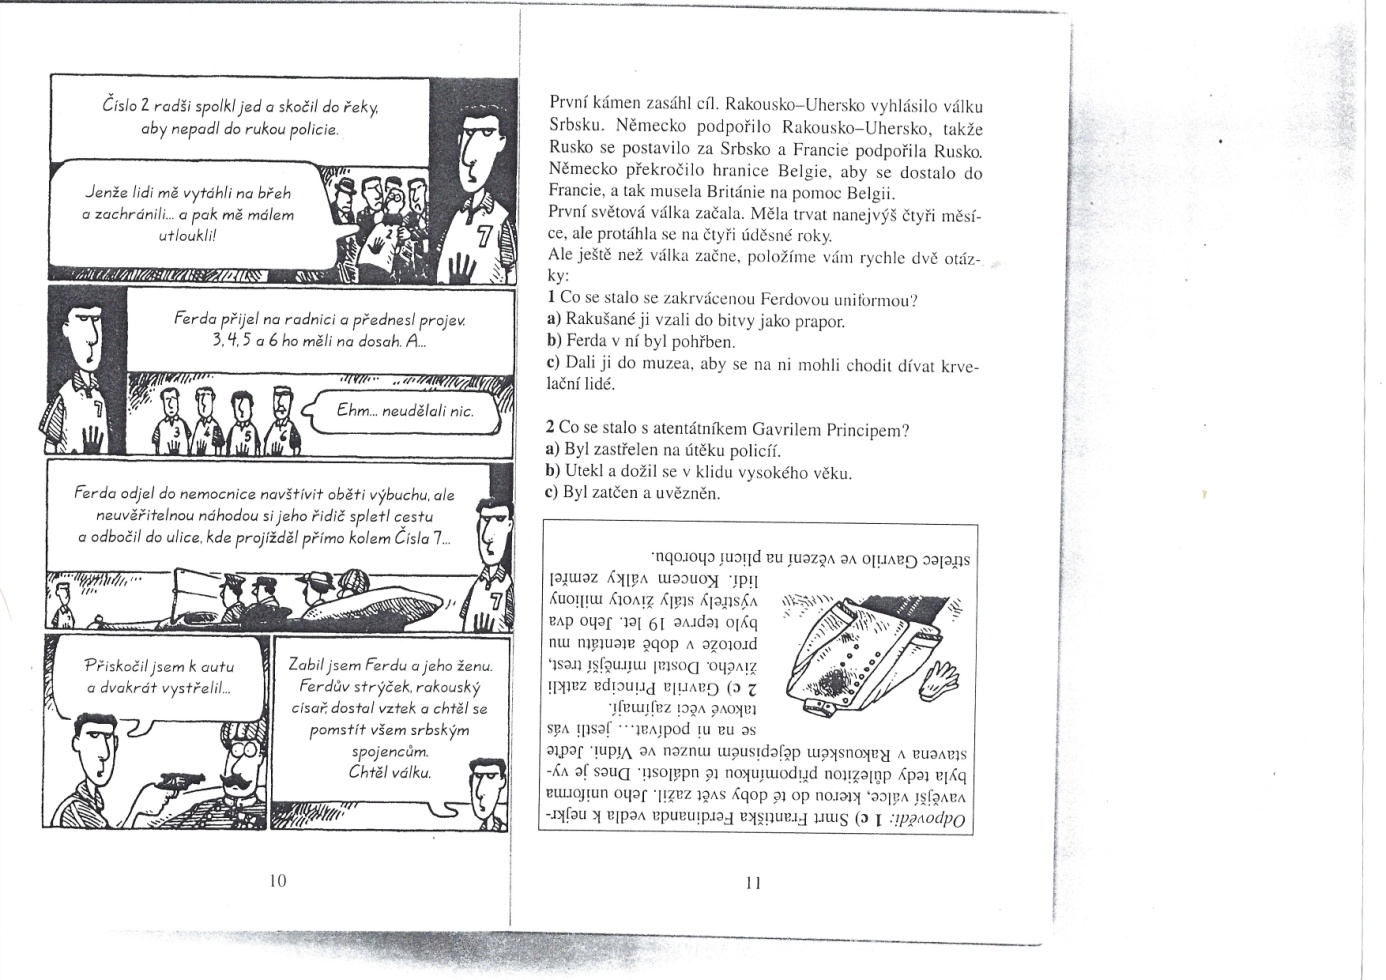 Číslo 2 radši spolkl jed a skočil do řeky,
aby nepadl do rukou policie.
Jenže lidi mě vytáhli na břeh
a zachránili... a pak mě málem
utloukli!
2
7
Ferda přijel na radnici a přednesl projev.
3, 4, 5 a 6 ho měli na dosah. A...
Ehm... neudělali nic.
7
3
4
5
6
Ferda odjel do nemocnice navštívit oběti výbuchu, ale
neuvěřitelnou náhodou si jeho řidič spletl cestu
a odbočil do ulice, kde projížděl přímo kolem Čísla 7...
7
Přiskočil jsem k autu
a dvakrát vystřelil...
Zabil jsem Ferdu a jeho ženu.
Ferdův strýček, rakouský
císař, dostal vztek a chtěl se
pomstít všem srbským
spojencům.
Chtěl válku.
10
První kámen zasáhl cíl. Rakousko–Uhersko vyhlásilo válku
Srbsku. Německo podpořilo Rakousko–Uhersko, takže
Rusko se postavilo za Srbsko a Francie podpořila Rusko.
Německo překročilo hranice Belgie, aby se dostalo do
Francie, a tak musela Británie na pomoc Belgii.
První světová válka začala. Měla trvat nanejvýš čtyři měsí-
ce, ale protáhla se na čtyři úděsné roky.
Ale ještě než válka začne, položíme vám rychle dvě otáz-
ky:
1 Co se stalo se zakrvácenou Ferdovou uniformou?
a) Rakušané ji vzali do bitvy jako prapor.
b) Ferda v ní byl pohřben.
c) Dali ji do muzea, aby se na ni mohli chodit dívat krve-
lační lidé.
2 Co se stalo s atentátníkem Gavrilem Principem?
a) Byl zastřelen na útěku policíí.
b) Utekl a dožil se v klidu vysokého věku.
c) Byl zatčen a uvězněn.
Odpovědi: 1 c) Smrt Františka Ferdinanda vedla k nejkr-
vavější válce, kterou do té doby svět zažil. Jeho uniforma
byla tedy důležitou připomínkou té události. Dnes je vy-
stavena v Rakouském dějepisném muzeu ve Vídni. Jeďte
se na ni podívat... jestli vás
takové věci zajímají.
2 c) Gavrila Principa zatkli
živého. Dostal mírnější trest,
protože v době atentátu mu
bylo teprve 19 let. Jeho dva
výstřely stály životy miliony
lidí. Koncem války zemřel
střelec Gavrilo ve vězení na plicní chorobu.
11